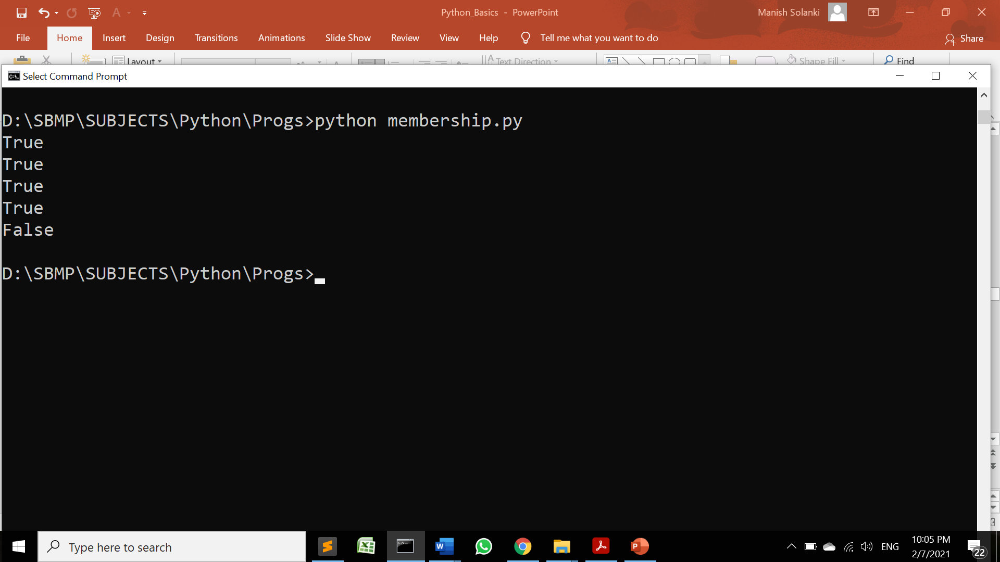 Python_Basics - PowerPoint
Manish Solanki
File Home Insert Design Transitions Animations Slide Show Review View Help Tell me what you want to do Share
Layout Text Direction Shape Fill Find
Select Command Prompt
D:\SBMP\SUBJECTS\Python\Progs>python membership.py
True
True
True
True
False
D:\SBMP\SUBJECTS\Python\Progs>
Type here to search
ENG
10:05 PM
2/7/2021
22